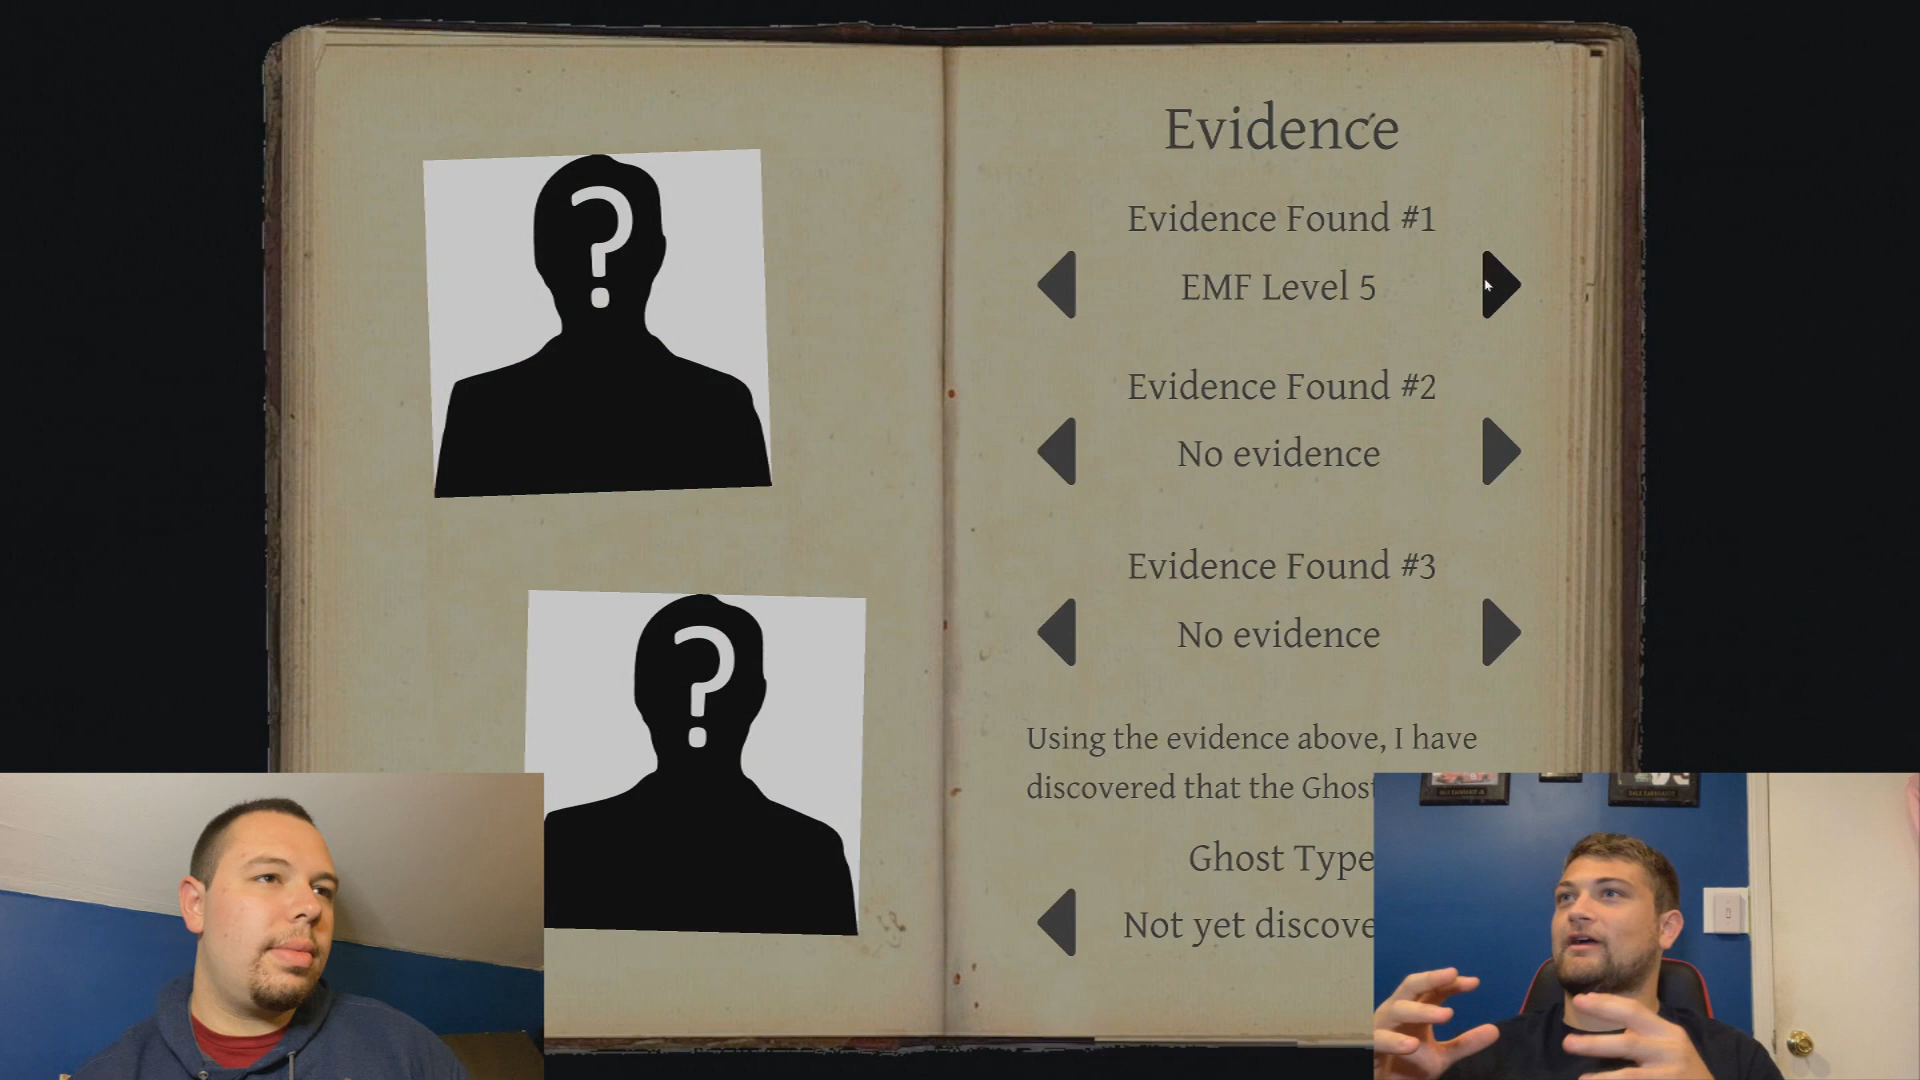 Evidence
Evidence Found #1
EMF Level 5
Evidence Found #2
No evidence
Evidence Found #3
No evidence
Using the evidence above, I have
discovered that the Ghost
Ghost Type
Not yet discove
?
?